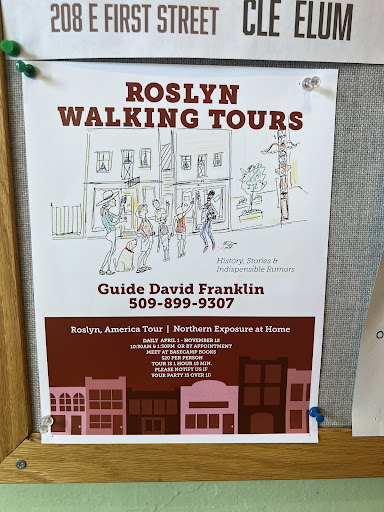 208 E FIRST STREET CLE ELUM
ROSLYN
WALKING TOURS
History, Stories &
Indispensible Rumors
Guide David Franklin
509-899-9307
Roslyn, America Tour | Northern Exposure at Home
DAILY APRIL 1 - NOVEMBER 15
10:30AM & 1:30PM OR BY APPOINTMENT
MEET AT BASECAMP BOOKS
$20 PER PERSON
TOUR IS 1 HOUR 15 MIN.
PLEASE NOTIFY US IF
YOUR PARTY IS OVER 10